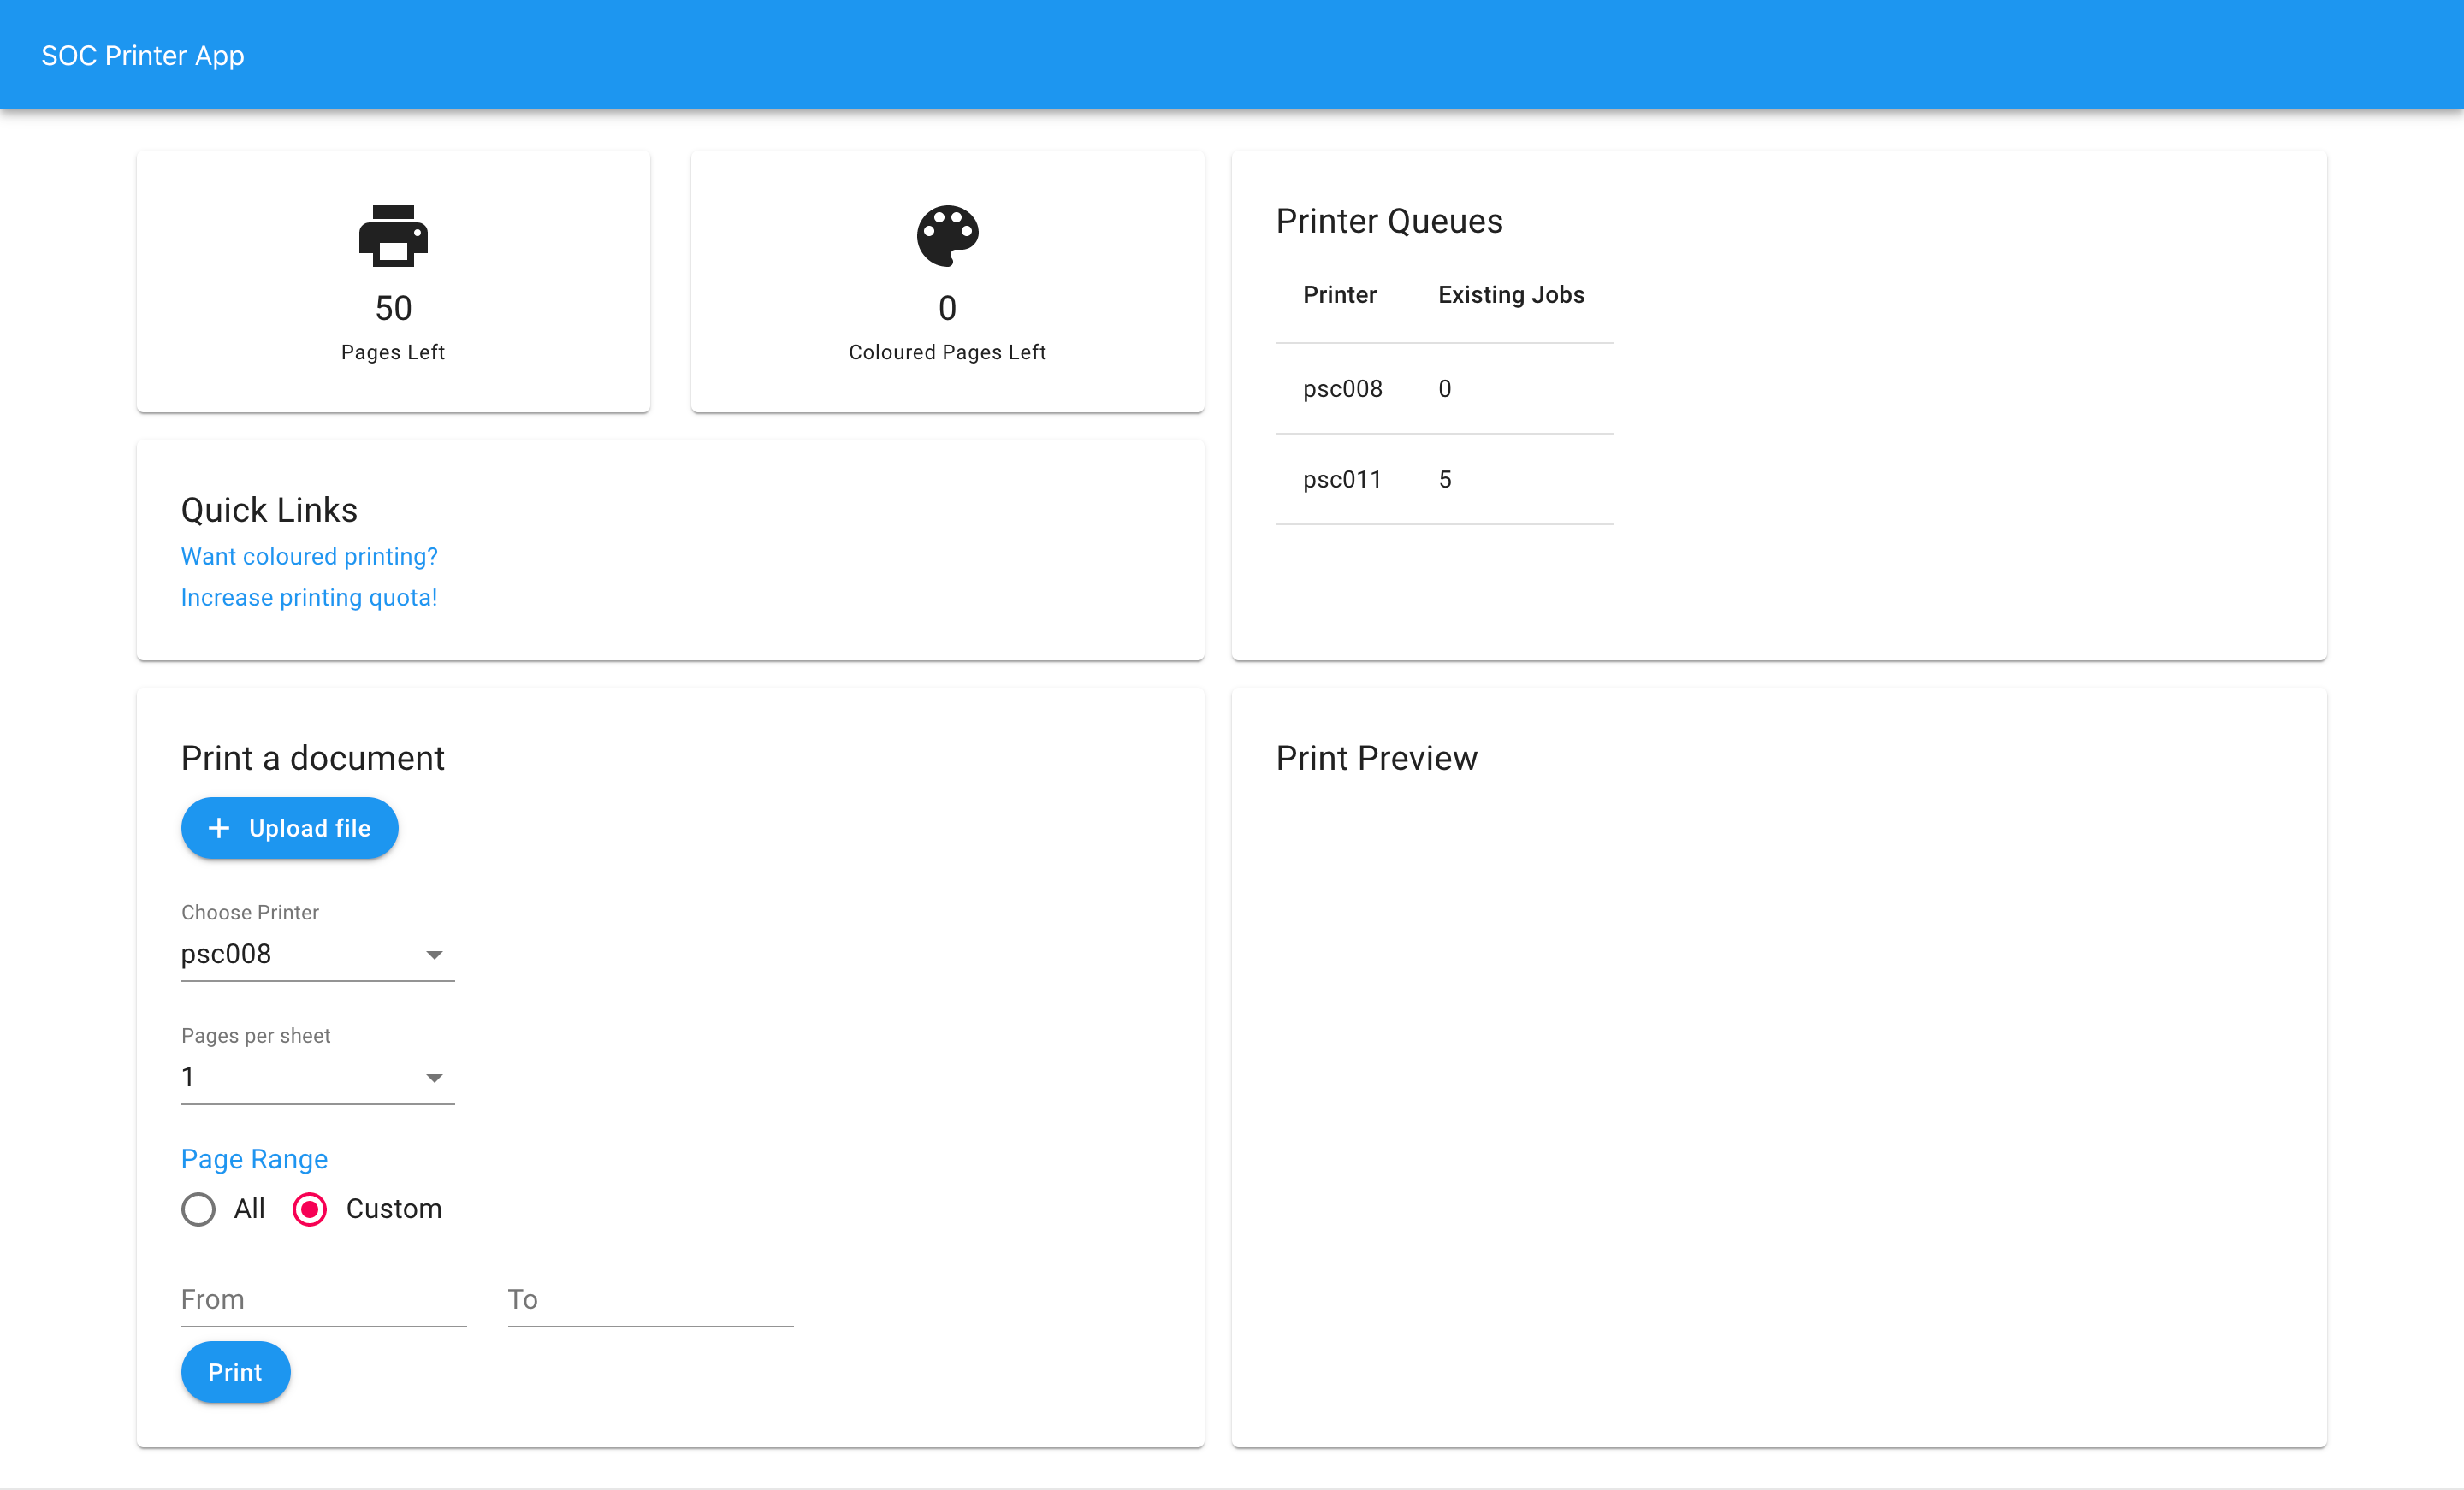 SOC Printer App
50
Pages Left
0
Coloured Pages Left
Quick Links
Want coloured printing?
Increase printing quota!
Printer Queues
Printer Existing Jobs
psc008 0
psc011 5
Print a document
Upload file
Choose Printer
psc008
Pages per sheet
1
Page Range
All Custom
From To
Print
Print Preview